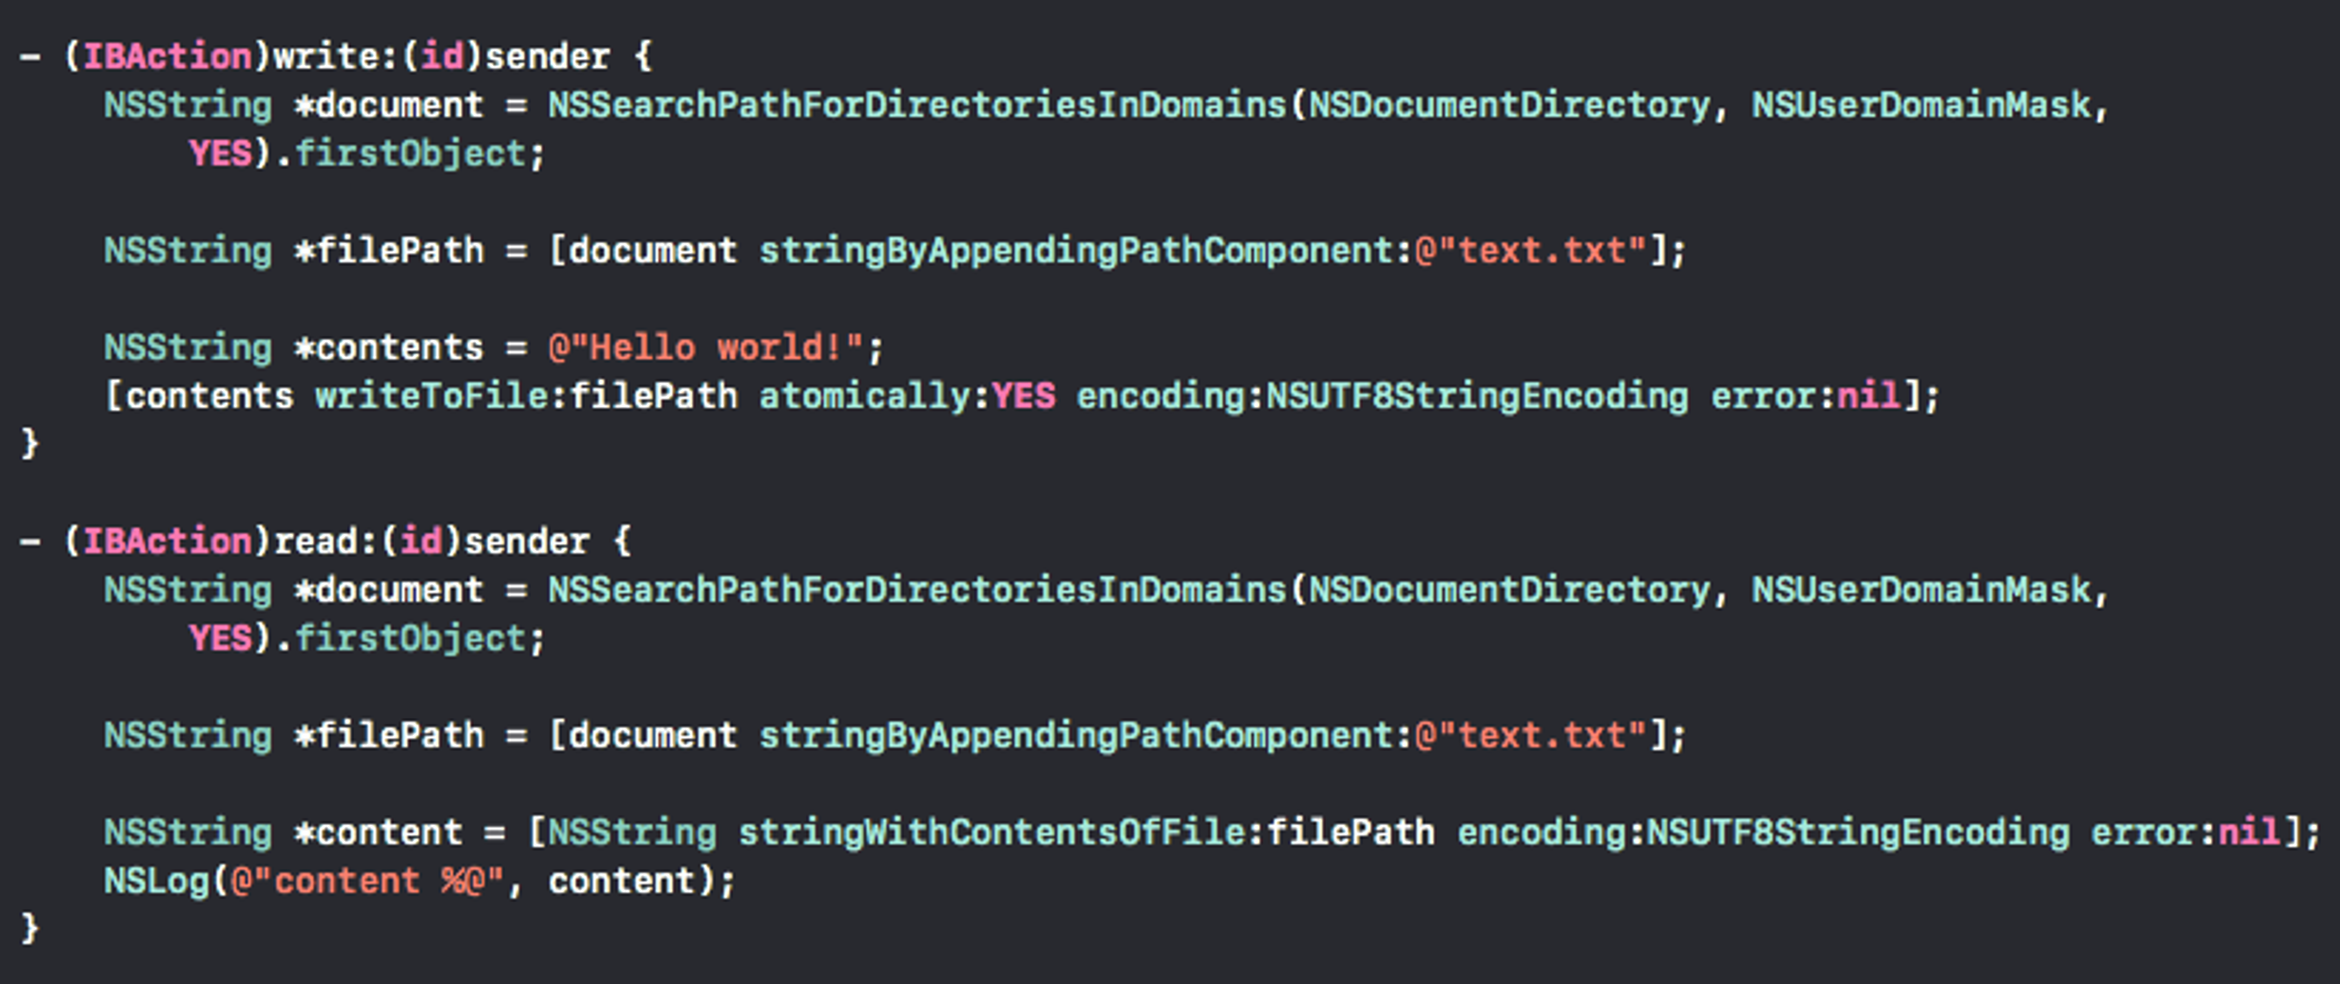 - (IBAction)write:(id)sender {
    NSString *document = NSSearchPathForDirectoriesInDomains(NSDocumentDirectory, NSUserDomainMask,
        YES).firstObject;
    NSString *filePath = [document stringByAppendingPathComponent:@"text.txt"];
    NSString *contents = @"Hello world!";
    [contents writeToFile:filePath atomically:YES encoding:NSUTF8StringEncoding error:nil];
}
- (IBAction)read:(id)sender {
    NSString *document = NSSearchPathForDirectoriesInDomains(NSDocumentDirectory, NSUserDomainMask,
        YES).firstObject;
    NSString *filePath = [document stringByAppendingPathComponent:@"text.txt"];
    NSString *content = [NSString stringWithContentsOfFile:filePath encoding:NSUTF8StringEncoding error:nil];
    NSLog(@"content %@", content);
}